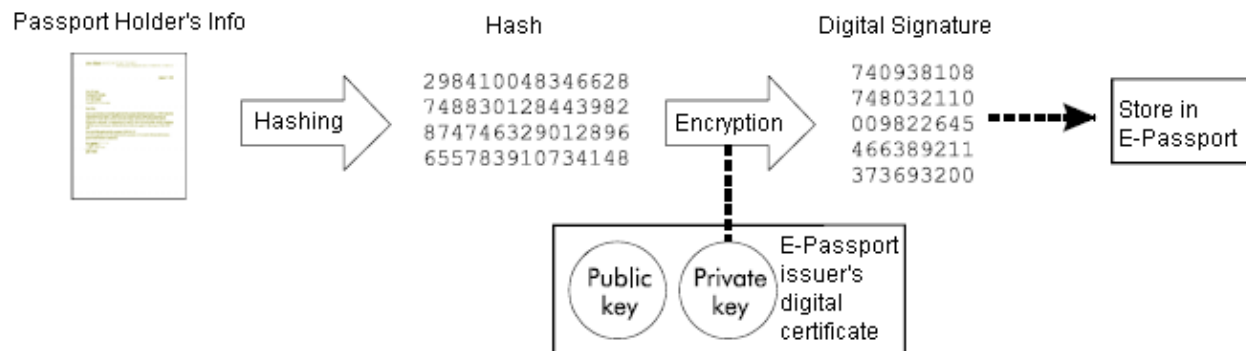 Passport Holder's Info
Hash
Digital Signature
Hashing
298410048346628
748830128443982
874746329012896
655783910734148
Encryption
740938108
748032110
009822645
466389211
373693200
Store in
E-Passport
Public
key
Private
key
E-Passport
issuer's
digital
certificate